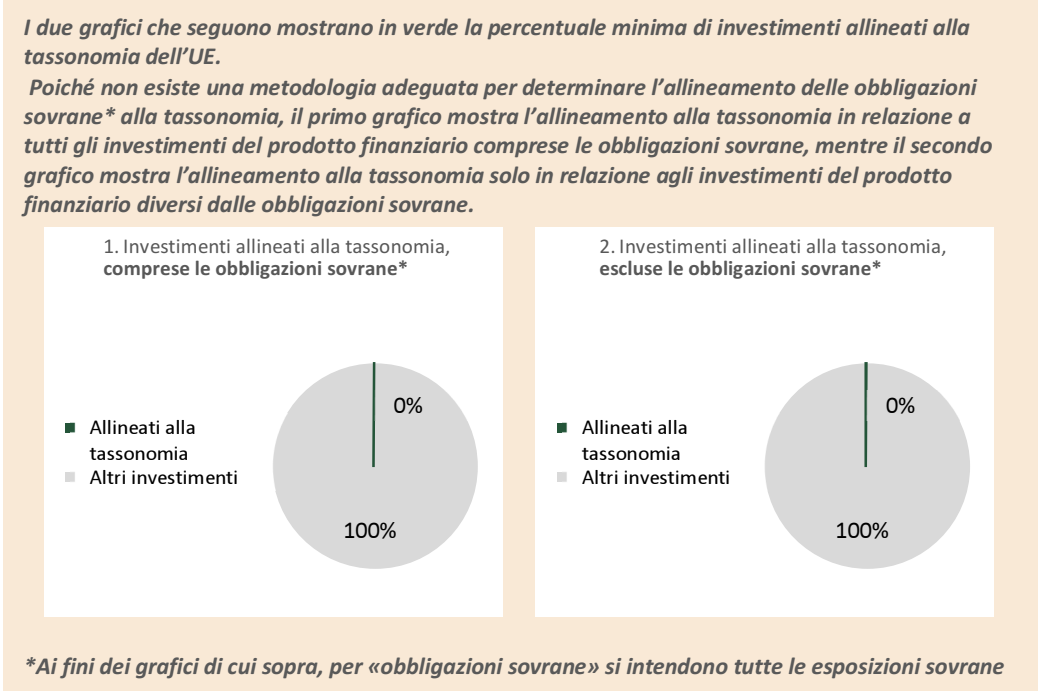 I due grafici che seguono mostrano in verde la percentuale minima di investimenti allineati alla
tassonomia dell’UE.
Poiché non esiste una metodologia adeguata per determinare l’allineamento delle obbligazioni
sovrane* alla tassonomia, il primo grafico mostra l’allineamento alla tassonomia in relazione a
tutti gli investimenti del prodotto finanziario comprese le obbligazioni sovrane, mentre il secondo
grafico mostra l’allineamento alla tassonomia solo in relazione agli investimenti del prodotto
finanziario diversi dalle obbligazioni sovrane.
1. Investimenti allineati alla tassonomia,
comprese le obbligazioni sovrane*
0%
Allineati alla
tassonomia
Altri investimenti
100%
2. Investimenti allineati alla tassonomia,
escluse le obbligazioni sovrane*
0%
Allineati alla
tassonomia
Altri investimenti
100%
*Ai fini dei grafici di cui sopra, per «obbligazioni sovrane» si intendono tutte le esposizioni sovrane